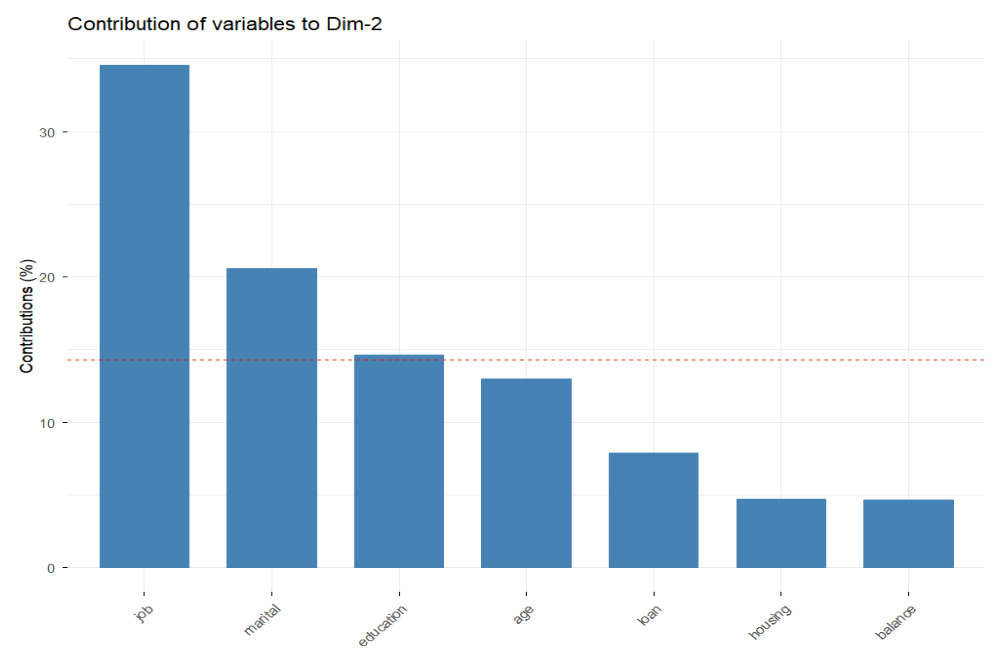 Contribution of variables to Dim-2
Contributions (%)
30
20
10
0
job
marital
education
age
loan
housing
balance